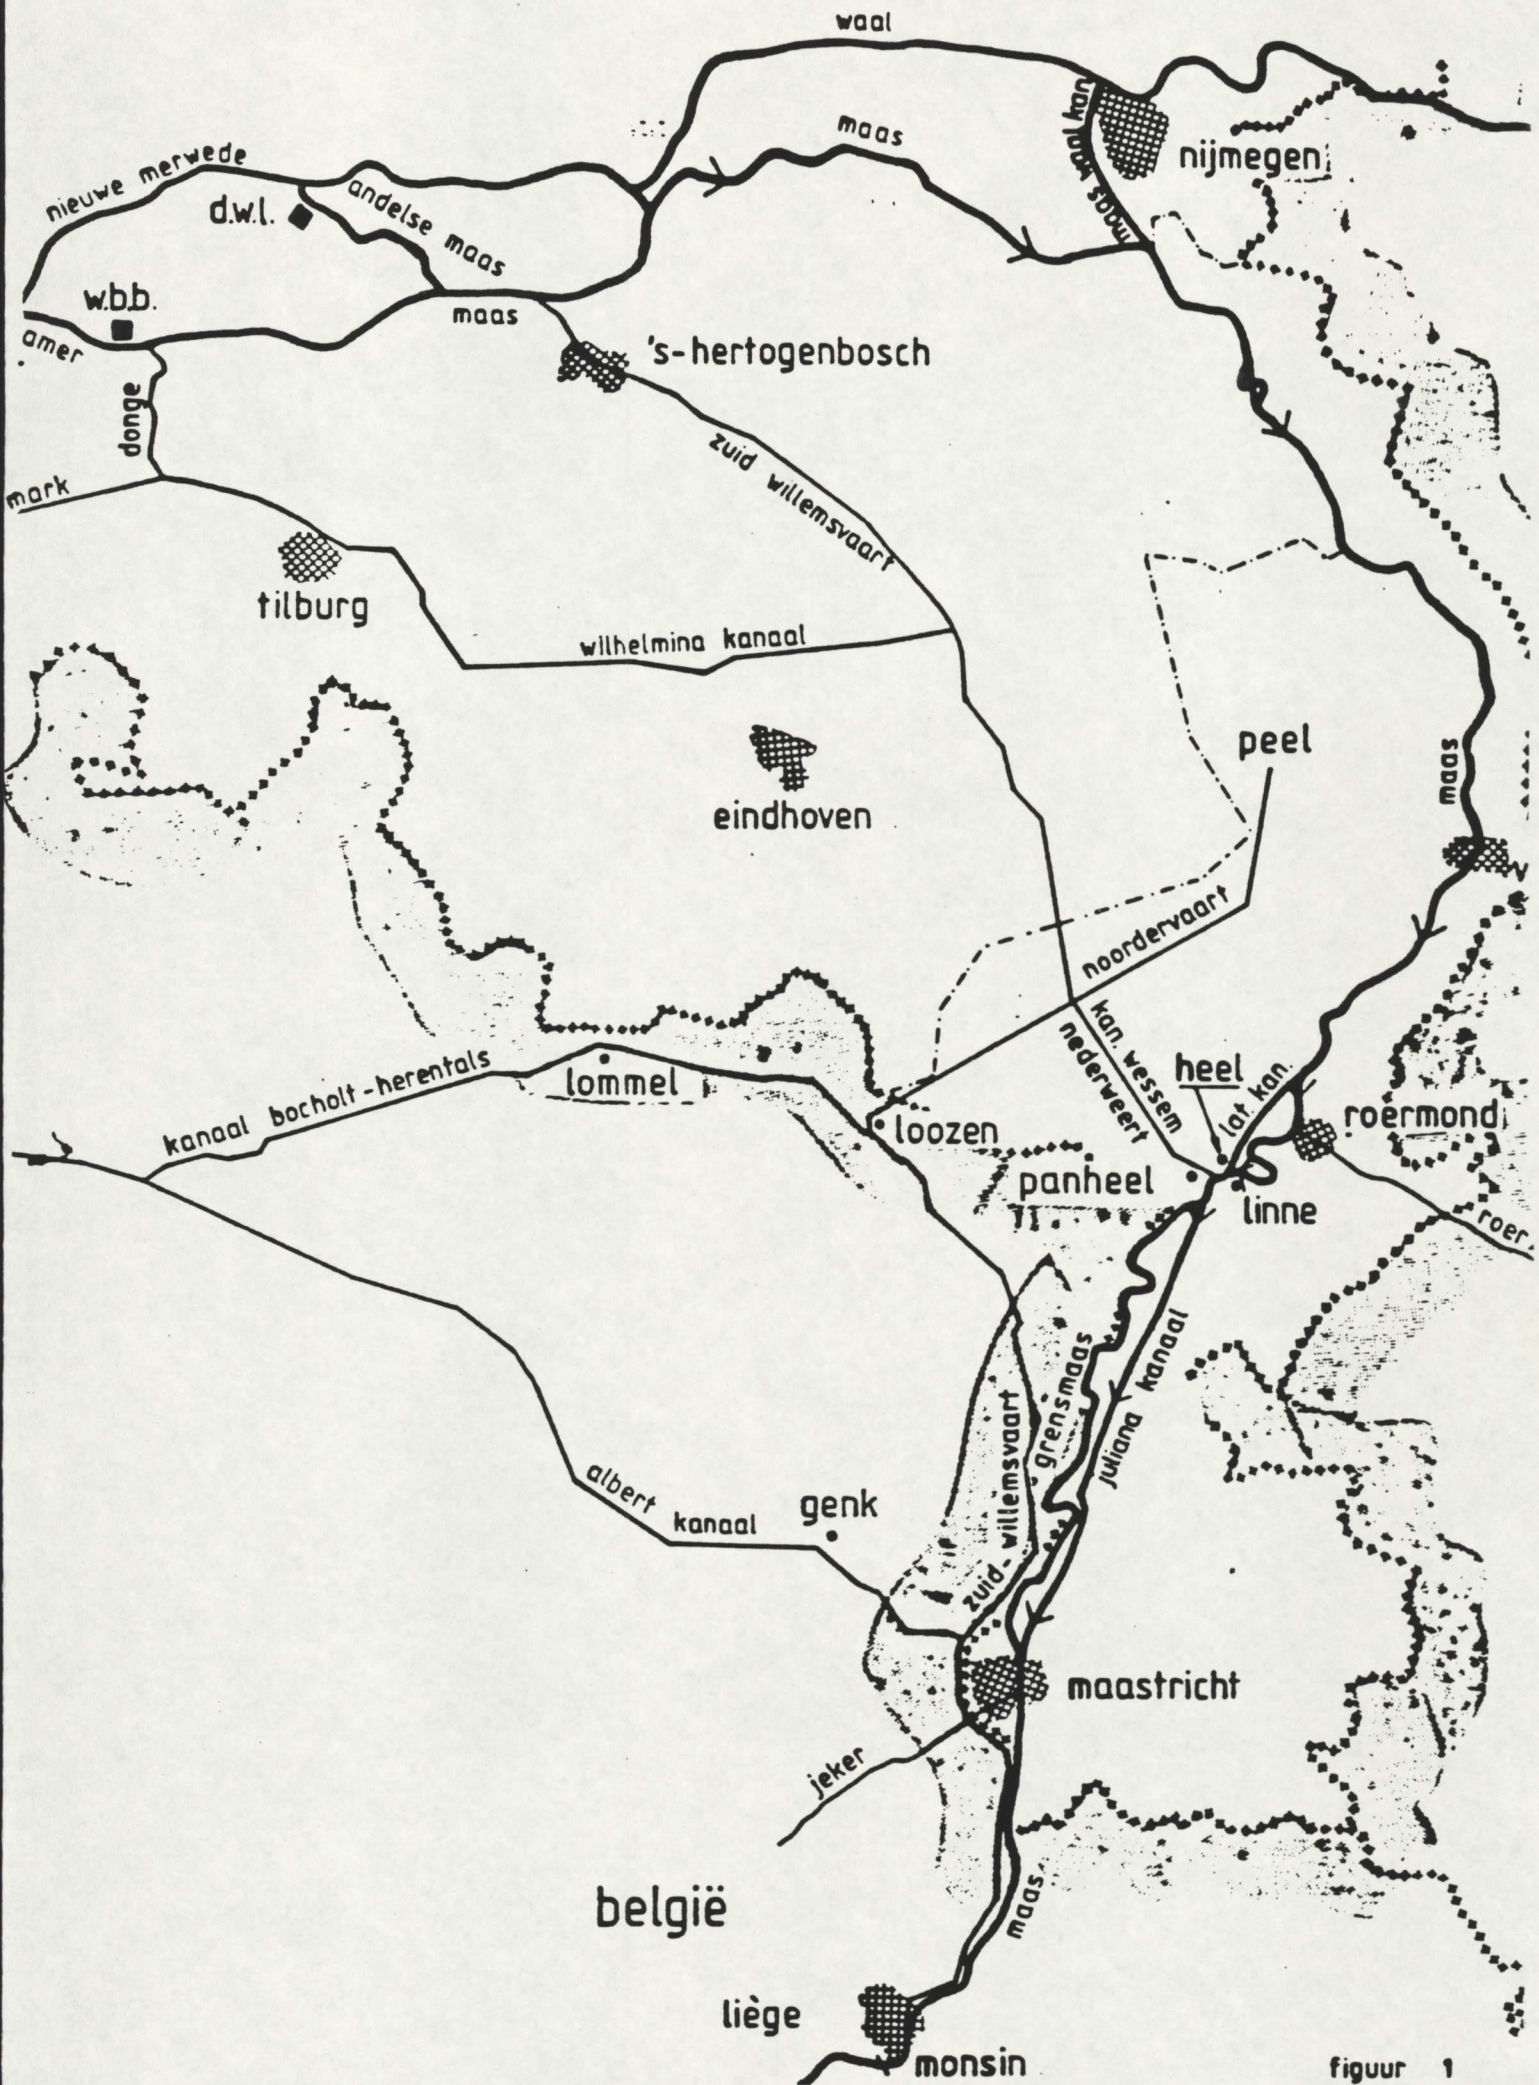 waal
maas
maas waal kan.
nijmegen
nieuwe merwede
d.w.l.
andelse maas
w.b.b.
amer
maas
's-hertogenbosch
donge
mark
zuid willemsvaart
tilburg
wilhelmina kanaal
peel
maas
eindhoven
noordervaart
kan. wessem
nederweert
heel
lat. kan.
roermond
kanaal bocholt-herentals
lommel
loozen
panheel
linne
roer
grensmaas
juliana kanaal
zuid-willemsvaart
albert kanaal
genk
maastricht
jeker
maas
belgië
liège
monsin
figuur 1